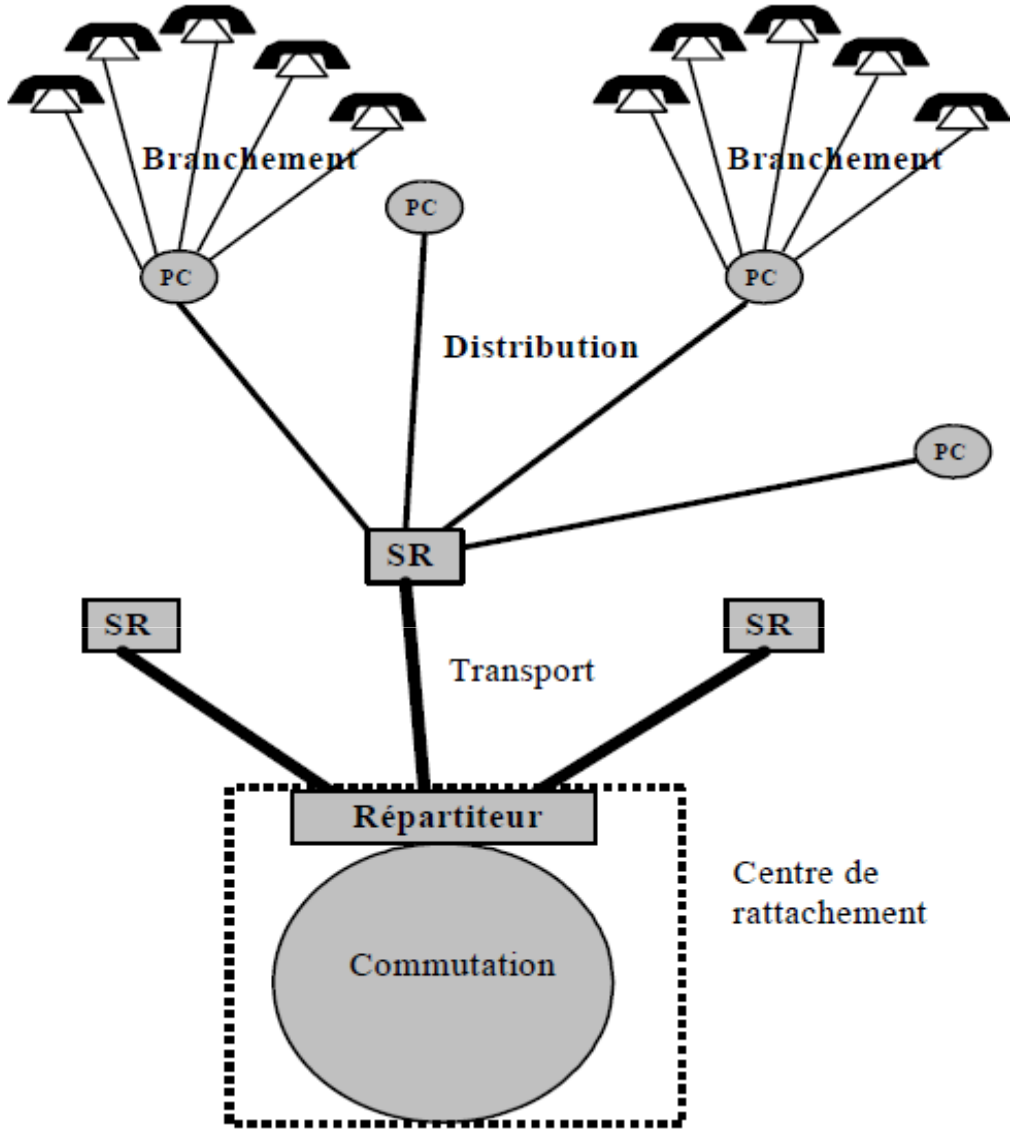 Branchement
Branchement
PC
PC
PC
Distribution
PC
SR
SR
SR
Transport
Répartiteur
Centre de
rattachement
Commutation